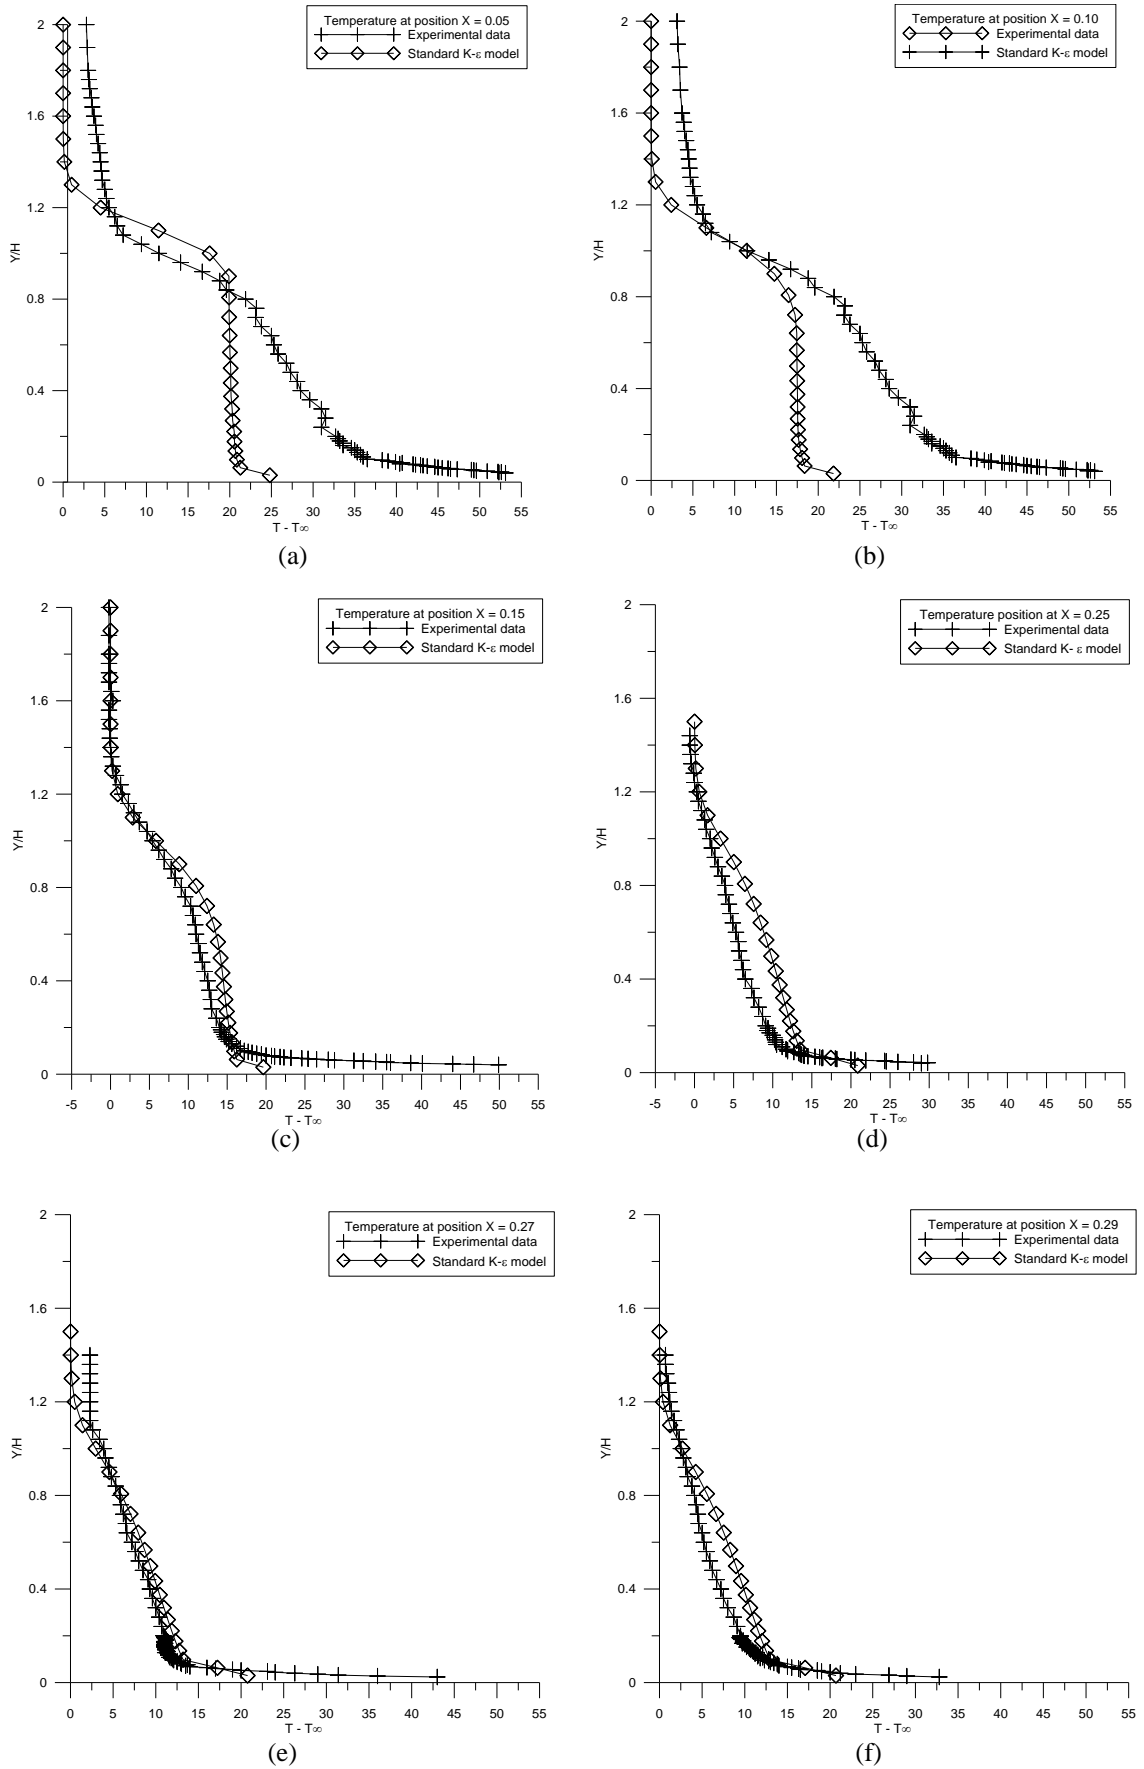 Temperature at position X = 0.05
Experimental data
Standard K-ε model
2
1.6
1.2
0.8
0.4
0
Y/H
0 5 10 15 20 25 30 35 40 45 50 55
T - T∞
(a)
Temperature at position X = 0.10
Experimental data
Standard K-ε model
2
1.6
1.2
0.8
0.4
0
Y/H
0 5 10 15 20 25 30 35 40 45 50 55
T - T∞
(b)
Temperature at position X = 0.15
Experimental data
Standard K-ε model
2
1.6
1.2
0.8
0.4
0
Y/H
-5 0 5 10 15 20 25 30 35 40 45 50 55
T - T∞
(c)
Temperature position at X = 0.25
Experimental data
Standard K- ε model
2
1.6
1.2
0.8
0.4
0
Y/H
-5 0 5 10 15 20 25 30 35 40 45 50 55
T - T∞
(d)
Temperature at position X = 0.27
Experimental data
Standard K-ε model
2
1.6
1.2
0.8
0.4
0
Y/H
0 5 10 15 20 25 30 35 40 45 50 55
T - T∞
(e)
Temperature at position X = 0.29
Experimental data
Standard K-ε model
2
1.6
1.2
0.8
0.4
0
Y/H
0 5 10 15 20 25 30 35 40 45 50 55
T - T∞
(f)